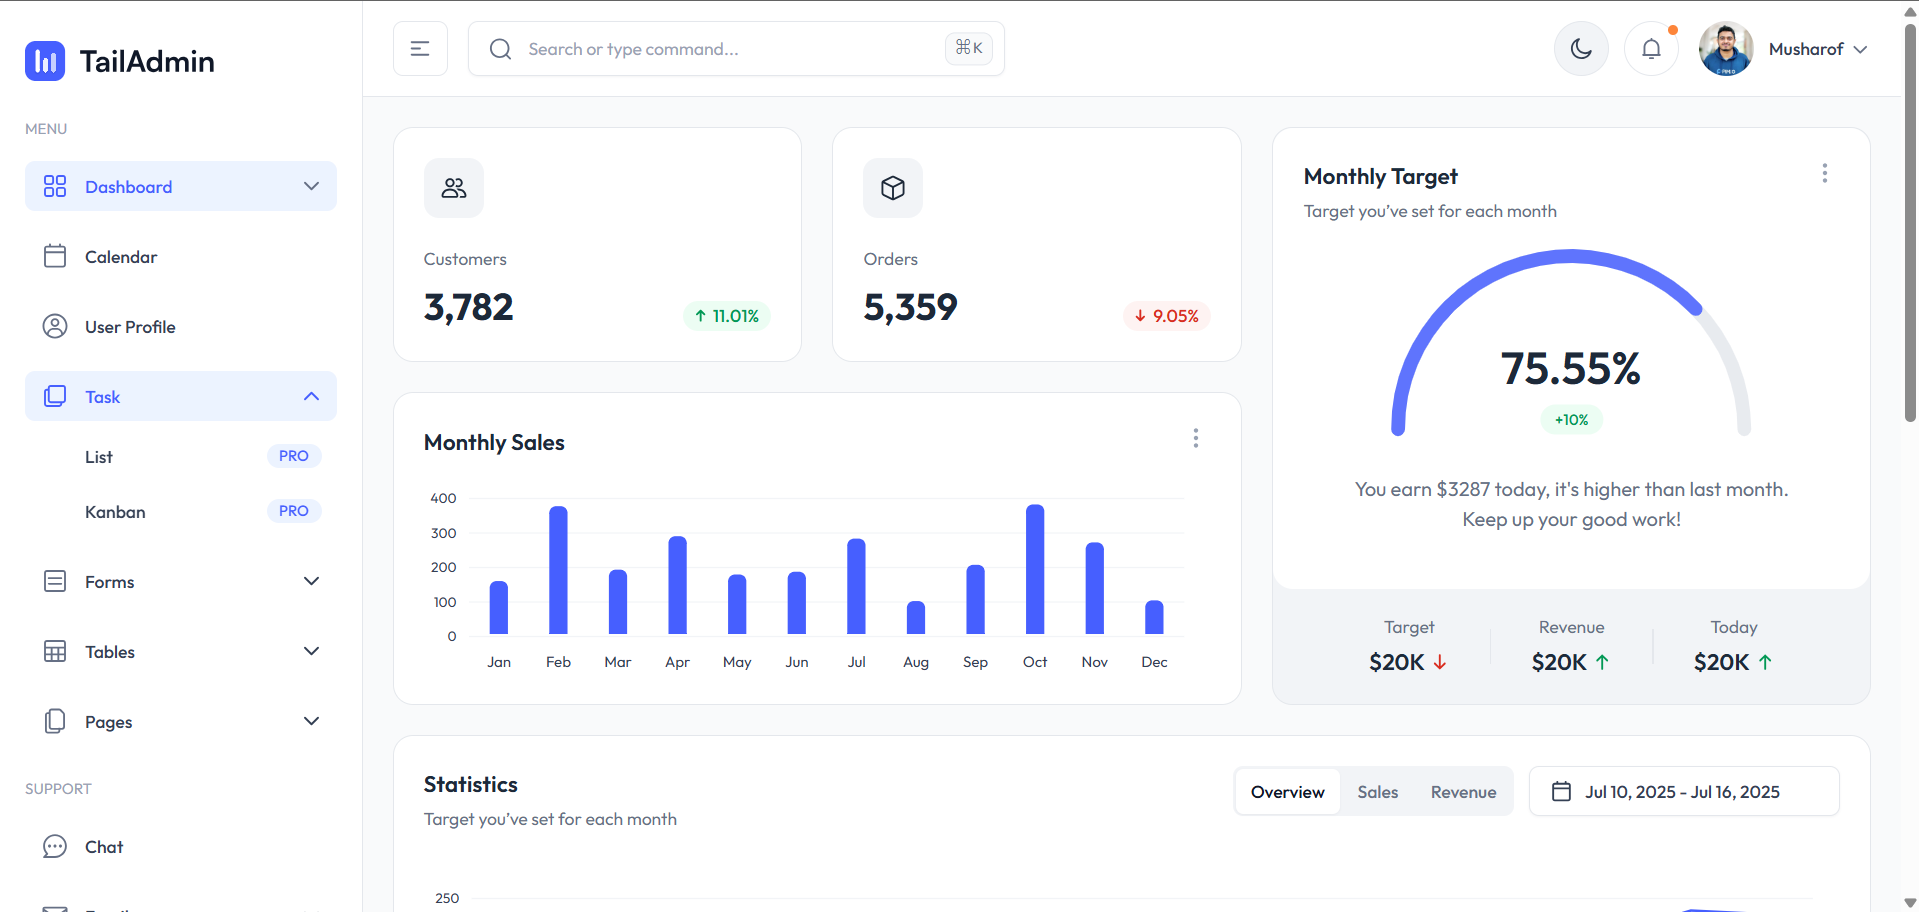 TailAdmin
MENU
Dashboard
Calendar
User Profile
Task
List PRO
Kanban PRO
Forms
Tables
Pages
SUPPORT
Chat
Search or type command...
⌘K
Musharof
Customers
3,782
11.01%
Orders
5,359
9.05%
Monthly Target
Target you’ve set for each month
75.55%
+10%
You earn $3287 today, it's higher than last month.
Keep up your good work!
Target Revenue Today
$20K $20K $20K
Monthly Sales
400
300
200
100
0
Jan Feb Mar Apr May Jun Jul Aug Sep Oct Nov Dec
Statistics
Target you’ve set for each month
Overview Sales Revenue
Jul 10, 2025 - Jul 16, 2025
250